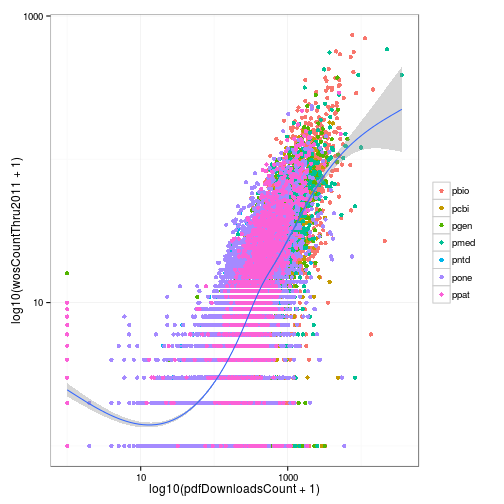 1000
10
log10(wosCountThru2011 + 1)
10
1000
log10(pdfDownloadsCount + 1)
pbio
pcbi
pgen
pmed
pntd
pone
ppat